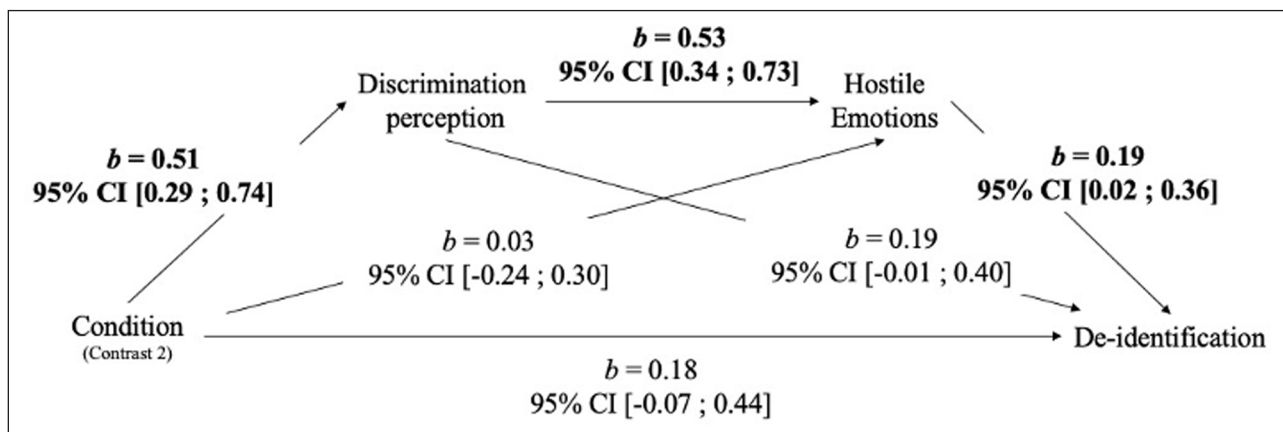 b = 0.53
95% CI [0.34 ; 0.73]
Discrimination
perception
Hostile
Emotions
b = 0.51
95% CI [0.29 ; 0.74]
b = 0.19
95% CI [0.02 ; 0.36]
b = 0.03
95% CI [-0.24 ; 0.30]
b = 0.19
95% CI [-0.01 ; 0.40]
Condition
(Contrast 2)
De-identification
b = 0.18
95% CI [-0.07 ; 0.44]